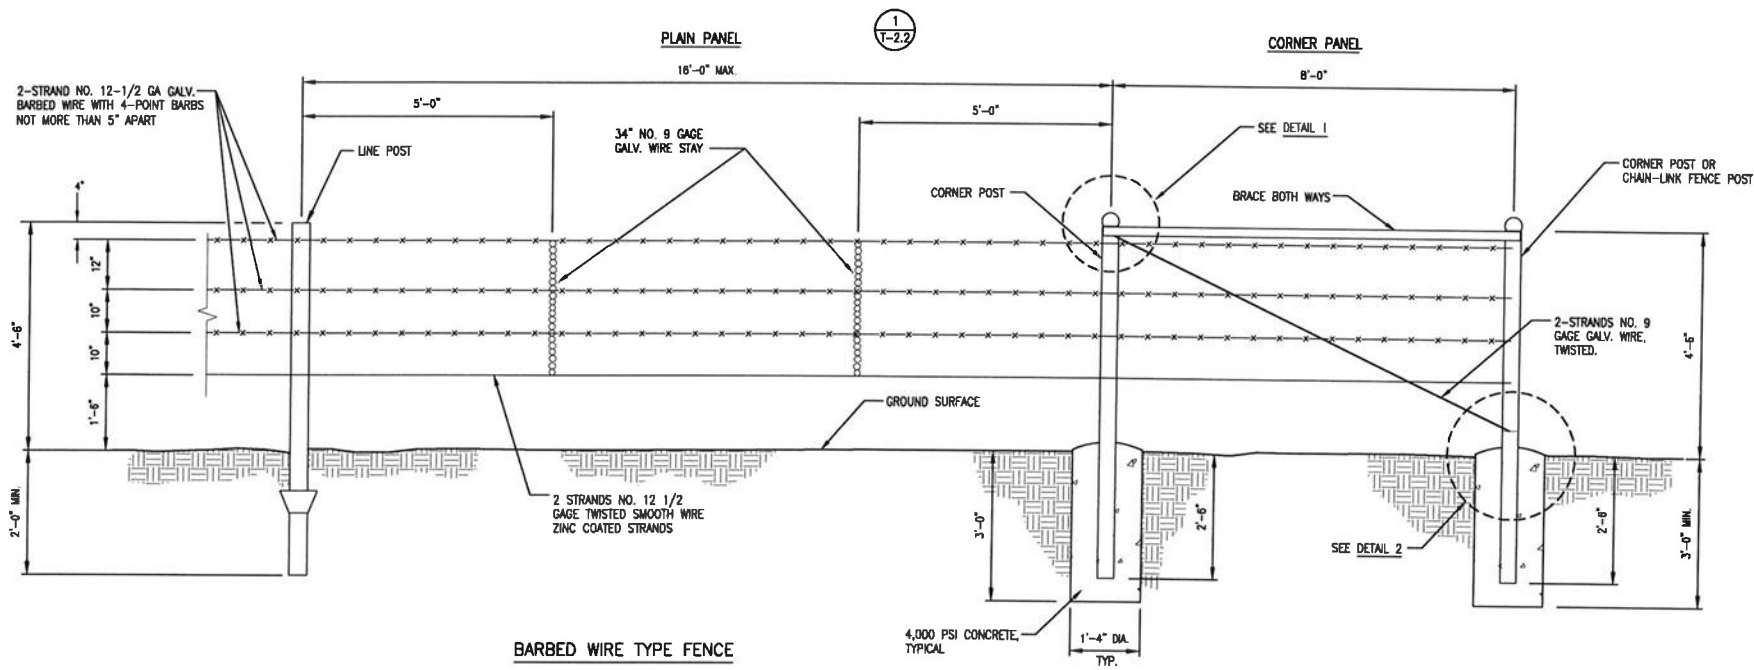 1
T-2.2
PLAIN PANEL
CORNER PANEL
16'-0" MAX.
8'-0"
2-STRAND NO. 12-1/2 GA GALV.
BARBED WIRE WITH 4-POINT BARBS
NOT MORE THAN 5" APART
5'-0"
5'-0"
34" NO. 9 GAGE
GALV. WIRE STAY
SEE DETAIL 1
LINE POST
CORNER POST OR
CHAIN-LINK FENCE POST
4"
CORNER POST
BRACE BOTH WAYS
12"
10"
10"
1'-6"
4'-6"
2'-0" MIN.
2-STRANDS NO. 9
GAGE GALV. WIRE,
TWISTED.
4'-6"
GROUND SURFACE
2 STRANDS NO. 12 1/2
GAGE TWISTED SMOOTH WIRE
ZINC COATED STRANDS
3'-0"
2'-6"
SEE DETAIL 2
2'-6"
3'-0" MIN.
4,000 PSI CONCRETE,
TYPICAL
1'-4" DIA.
TYP.
BARBED WIRE TYPE FENCE